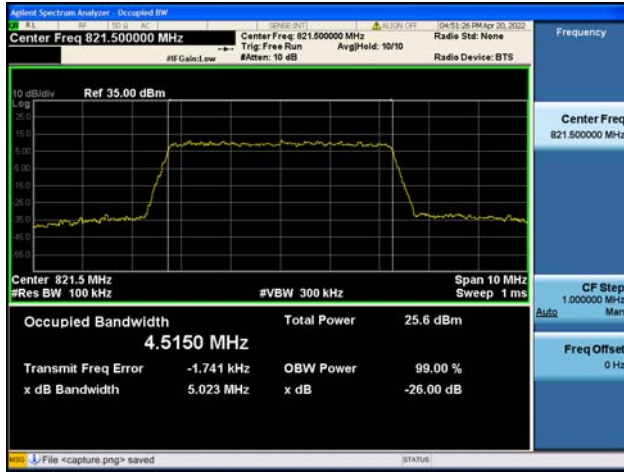 Agilent Spectrum Analyzer - Occupied BW
RL RF 50 Ω AC SENSE:INT ALIGN OFF 04:51:26 PM Apr 20, 2022
Center Freq 821.500000 MHz
Center Freq: 821.500000 MHz
Radio Std: None
Trig: Free Run Avg|Hold: 10/10
#IFGain:Low
#Atten: 10 dB
Radio Device: BTS
Frequency
10 dB/div Ref 35.00 dBm
Log
25.0
15.0
5.00
-5.00
-15.0
-25.0
-35.0
-45.0
-55.0
Center Freq
821.500000 MHz
Center 821.5 MHz
Span 10 MHz
#Res BW 100 kHz
#VBW 300 kHz
Sweep 1 ms
CF Step
1.000000 MHz
Auto Man
Occupied Bandwidth
4.5150 MHz
Total Power 25.6 dBm
Transmit Freq Error -1.741 kHz
OBW Power 99.00 %
x dB Bandwidth 5.023 MHz
x dB -26.00 dB
Freq Offset
0 Hz
MSG File <capture.png> saved
STATUS